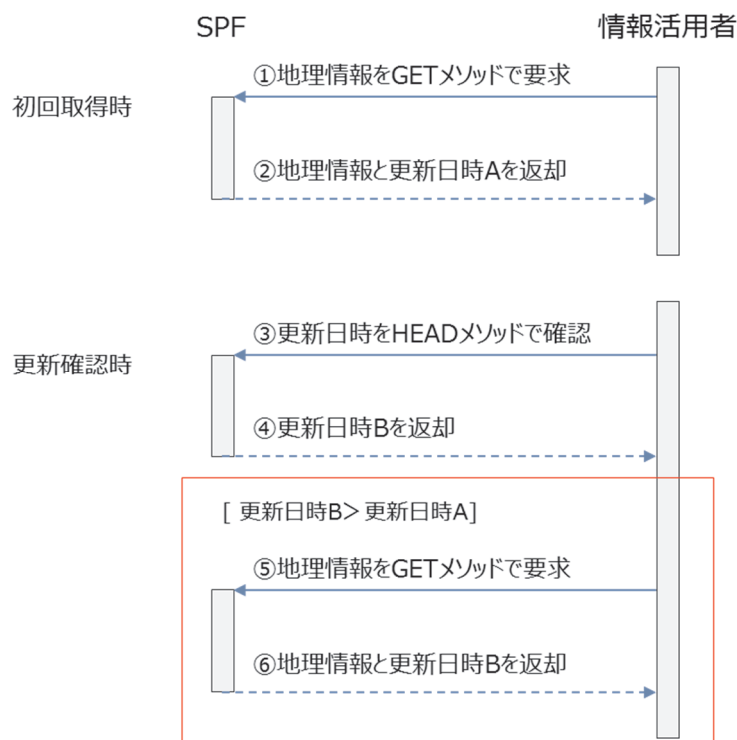 SPF
情報活用者
①地理情報をGETメソッドで要求
初回取得時
②地理情報と更新日時Aを返却
③更新日時をHEADメソッドで確認
更新確認時
④更新日時Bを返却
[ 更新日時B＞更新日時A]
⑤地理情報をGETメソッドで要求
⑥地理情報と更新日時Bを返却